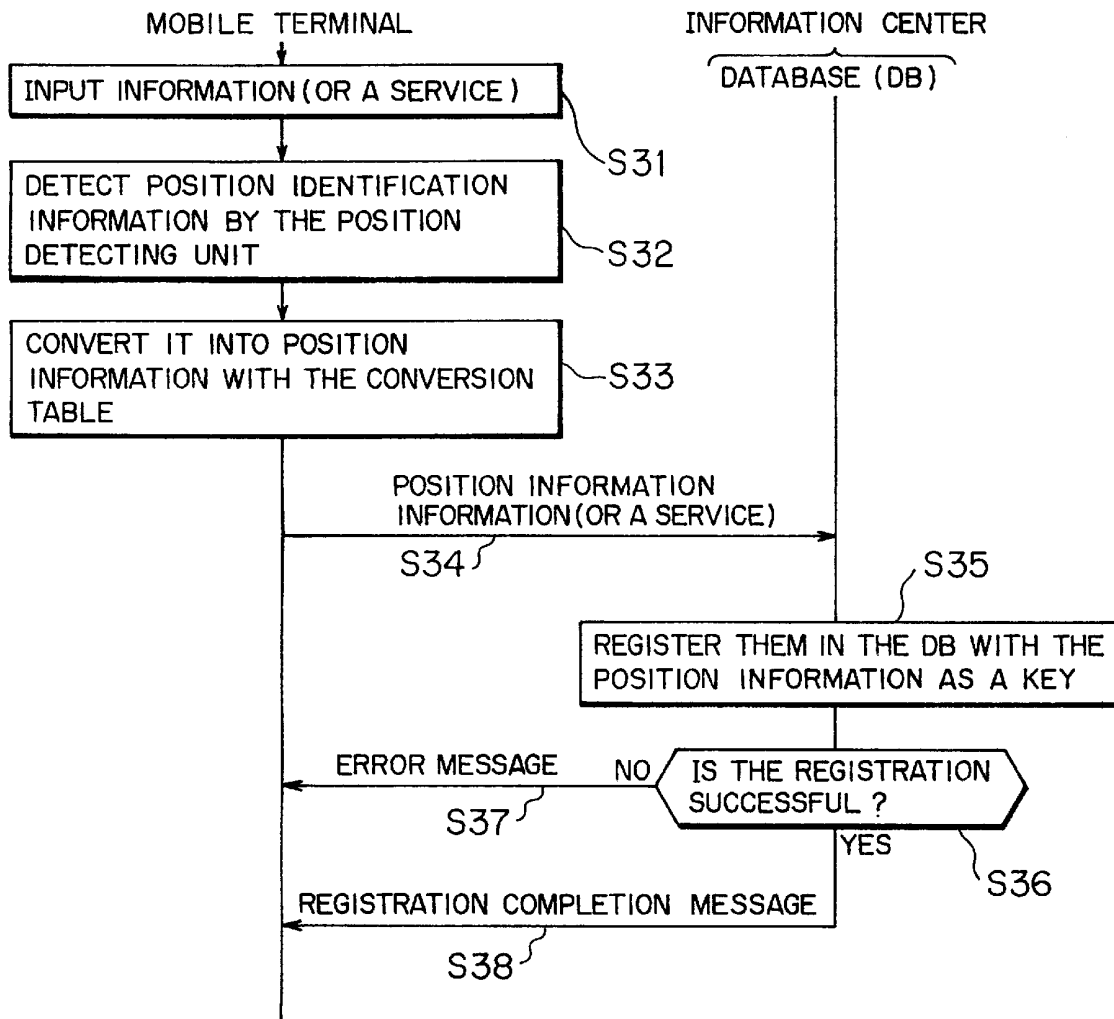 MOBILE TERMINAL
INFORMATION CENTER
DATABASE (DB)
INPUT INFORMATION (OR A SERVICE)
S31
DETECT POSITION IDENTIFICATION
INFORMATION BY THE POSITION
DETECTING UNIT
S32
CONVERT IT INTO POSITION
INFORMATION WITH THE CONVERSION
TABLE
S33
POSITION INFORMATION
INFORMATION (OR A SERVICE)
S34
S35
REGISTER THEM IN THE DB WITH THE
POSITION INFORMATION AS A KEY
ERROR MESSAGE
NO
IS THE REGISTRATION
SUCCESSFUL ?
S37
YES
S36
REGISTRATION COMPLETION MESSAGE
S38